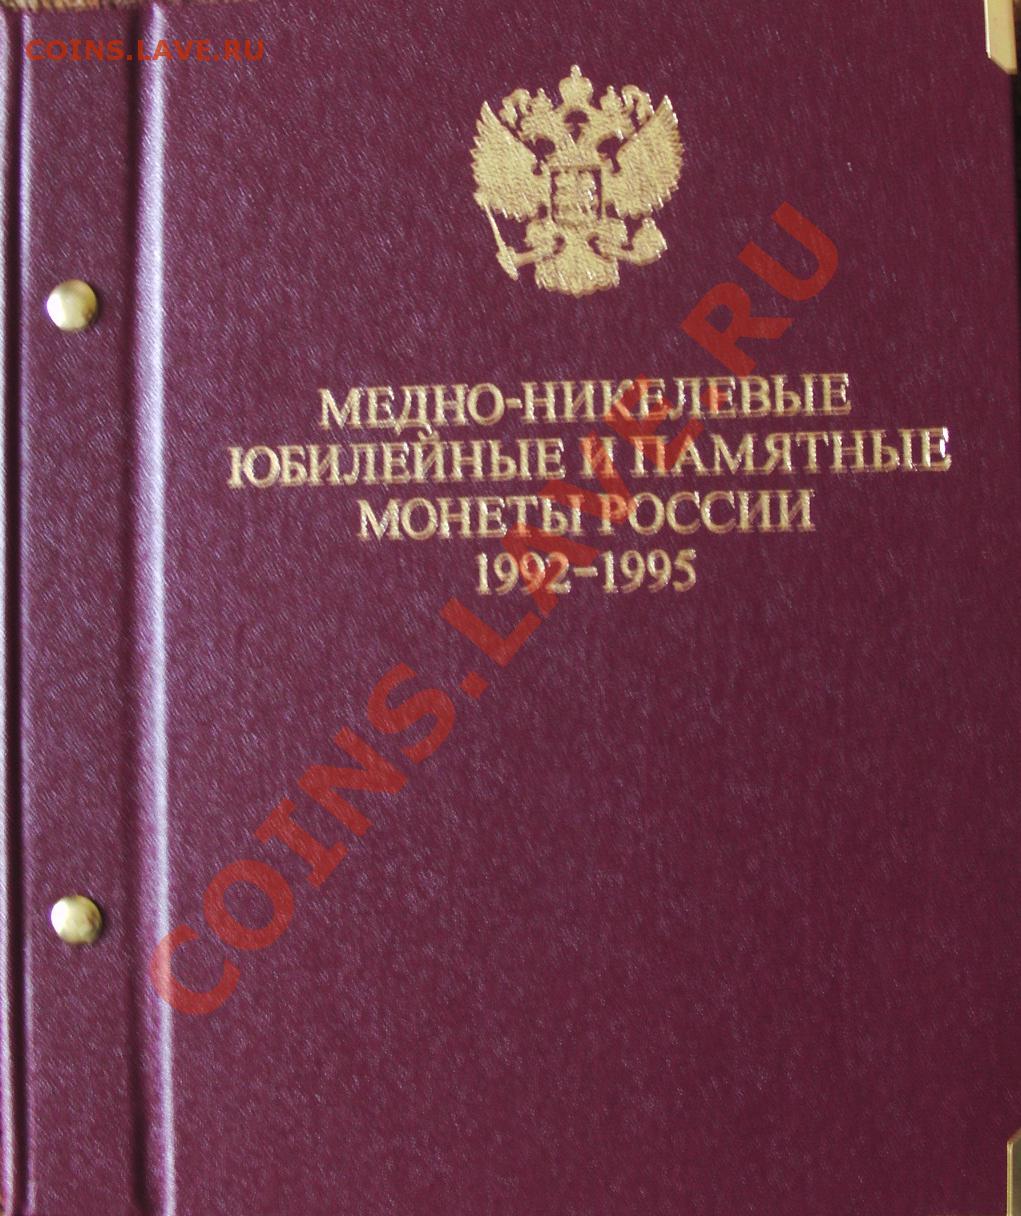 COINS.LAVE.RU
МЕДНО-НИКЕЛЕВЫЕ
ЮБИЛЕЙНЫЕ И ПАМЯТНЫЕ
МОНЕТЫ РОССИИ
1992-1995
COINS.LAVE.RU